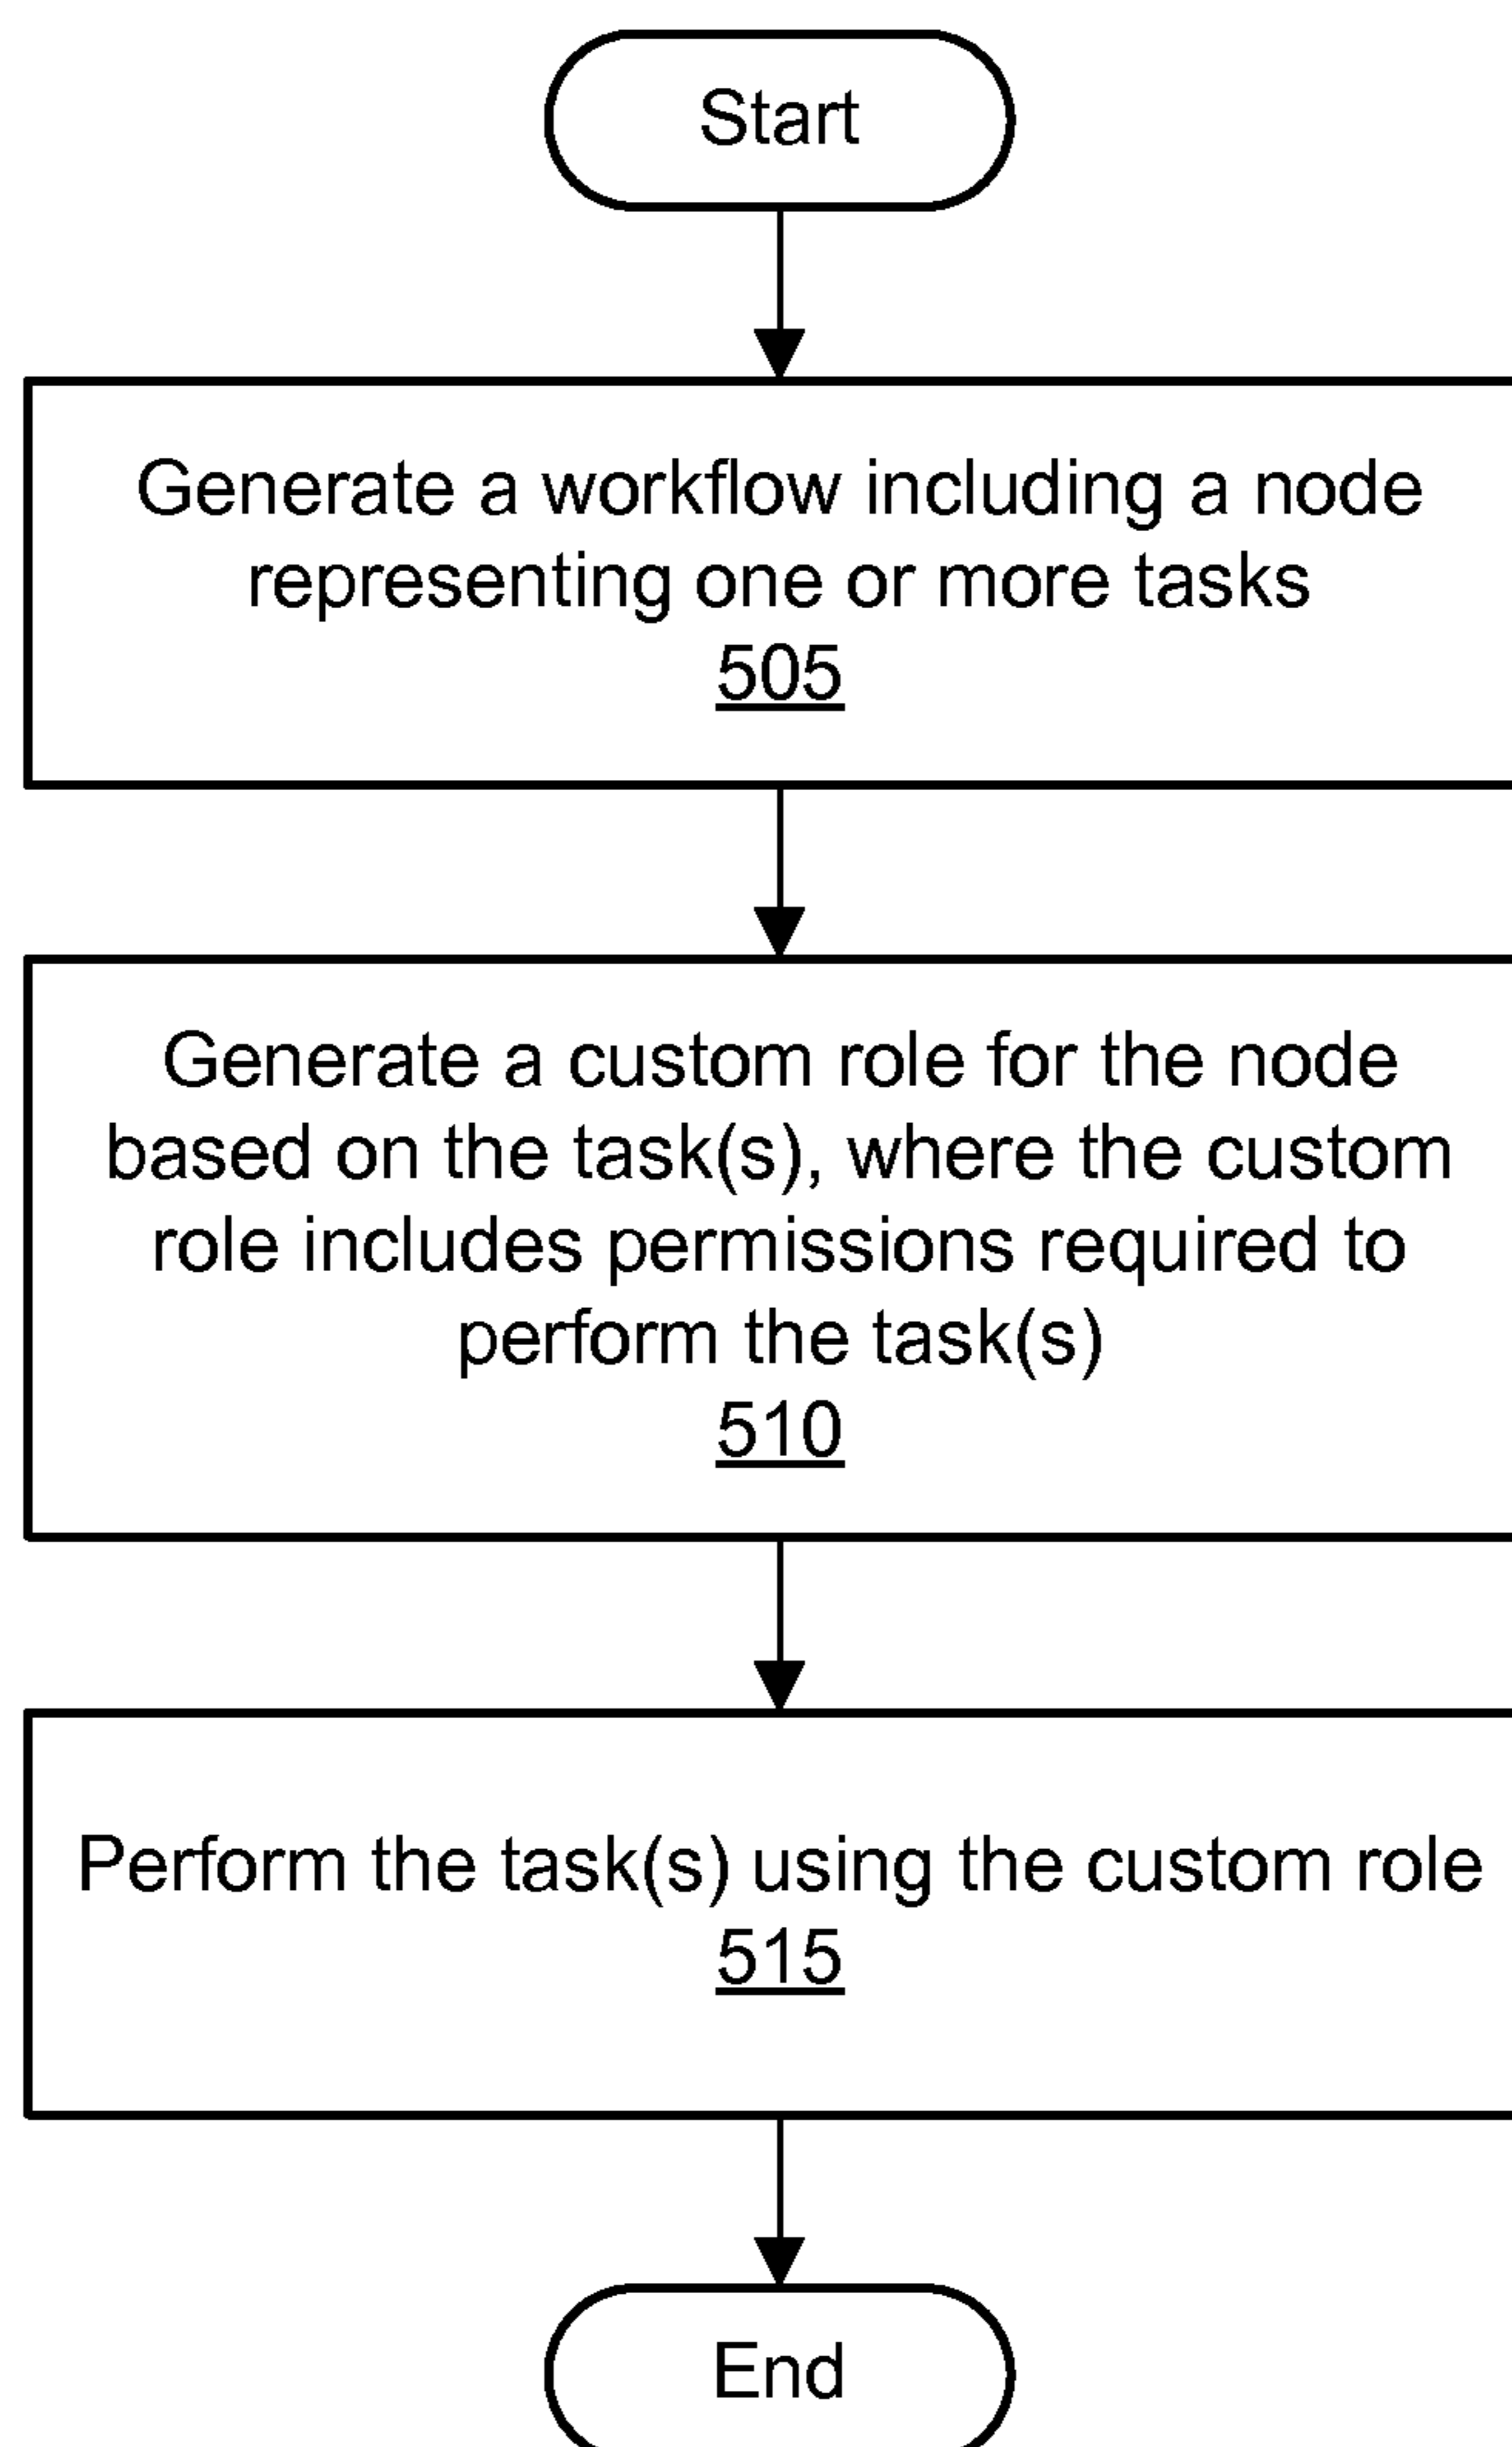 Start
Generate a workflow including a node
representing one or more tasks
505
Generate a custom role for the node
based on the task(s), where the custom
role includes permissions required to
perform the task(s)
510
Perform the task(s) using the custom role
515
End